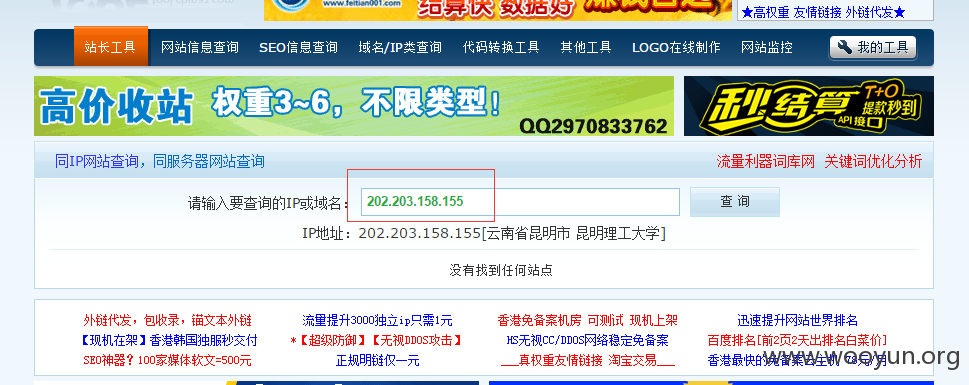 www.feitian001.com
结算快 数据好
★高权重 友情链接 外链代发★
站长工具 网站信息查询 SEO信息查询 域名/IP类查询 代码转换工具 其他工具 LOGO在线制作 网站监控 我的工具
高价收站 权重3~6，不限类型！
QQ2970833762
秒结算 T+0 提款秒到 API接口
同IP网站查询，同服务器网站查询 流量利器词库网 关键词优化分析
请输入要查询的IP或域名： 202.203.158.155 查 询
IP地址：202.203.158.155[云南省昆明市 昆明理工大学]
没有找到任何站点
外链代发，包收录，锚文本外链 流量提升3000独立ip只需1元 香港免备案机房 可测试 现机上架 迅速提升网站世界排名
【现机在架】香港韩国独服秒交付 *【超级防御】【无视DDOS攻击】 HS无视CC/DDOS网络稳定免备案 百度排名[前2页2天出排名白菜价]
SEO神器？100家媒体软文=500元 正规明链仅一元 ___真权重友情链接 淘宝交易___ 香港最快的免备案云主机
www.wooyun.org